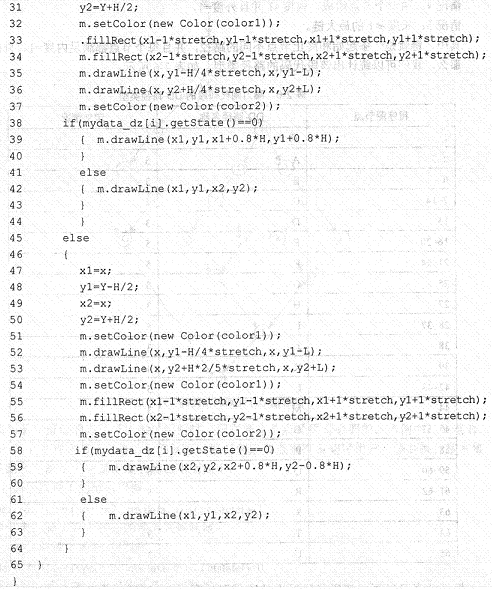 31 y2=Y+H/2;
32 m.setColor(new Color(color1));
33 .fillRect(x1-1*stretch,y1-1*stretch,x1+1*stretch,y1+1*stretch);
34 m.fillRect(x2-1*stretch,y2-1*stretch,x2+1*stretch,y2+1*stretch);
35 m.drawLine(x,y1-H/4*stretch,x,y1-L);
36 m.drawLine(x,y2+H/4*stretch,x,y2+L);
37 m.setColor(new Color(color2));
38 if(mydata_dz[i].getState()==0)
39 { m.drawLine(x1,y1,x1+0.8*H,y1+0.8*H);
40 }
41 else
42 { m.drawLine(x1,y1,x2,y2);
43 }
44 }
45 else
46 {
47 x1=x;
48 y1=Y-H/2;
49 x2=x;
50 y2=Y+H/2;
51 m.setColor(new Color(color1));
52 m.drawLine(x,y1-H/4*stretch,x,y1-L);
53 m.drawLine(x,y2+H*2/5*stretch,x,y2+L);
54 m.setColor(new Color(color1));
55 m.fillRect(x1-1*stretch,y1-1*stretch,x1+1*stretch,y1+1*stretch);
56 m.fillRect(x2-1*stretch,y2-1*stretch,x2+1*stretch,y2+1*stretch);
57 m.setColor(new Color(color2));
58 if(mydata_dz[i].getState()==0)
59 { m.drawLine(x2,y2,x2+0.8*H,y2-0.8*H);
60 }
61 else
62 { m.drawLine(x1,y1,x2,y2);
63 }
64 }
65 }
}